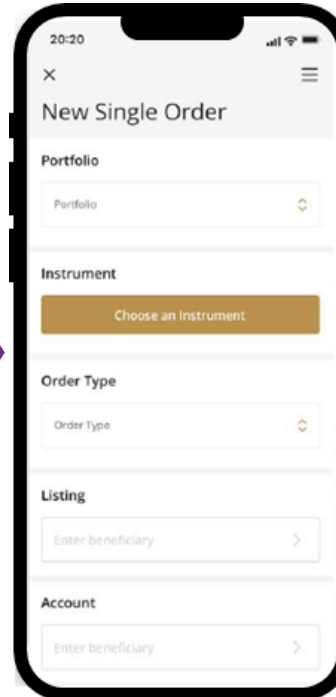 20:20
New Single Order
Portfolio
Portfolio
Instrument
Choose an Instrument
Order Type
Order Type
Listing
Enter beneficiary
Account
Enter beneficiary